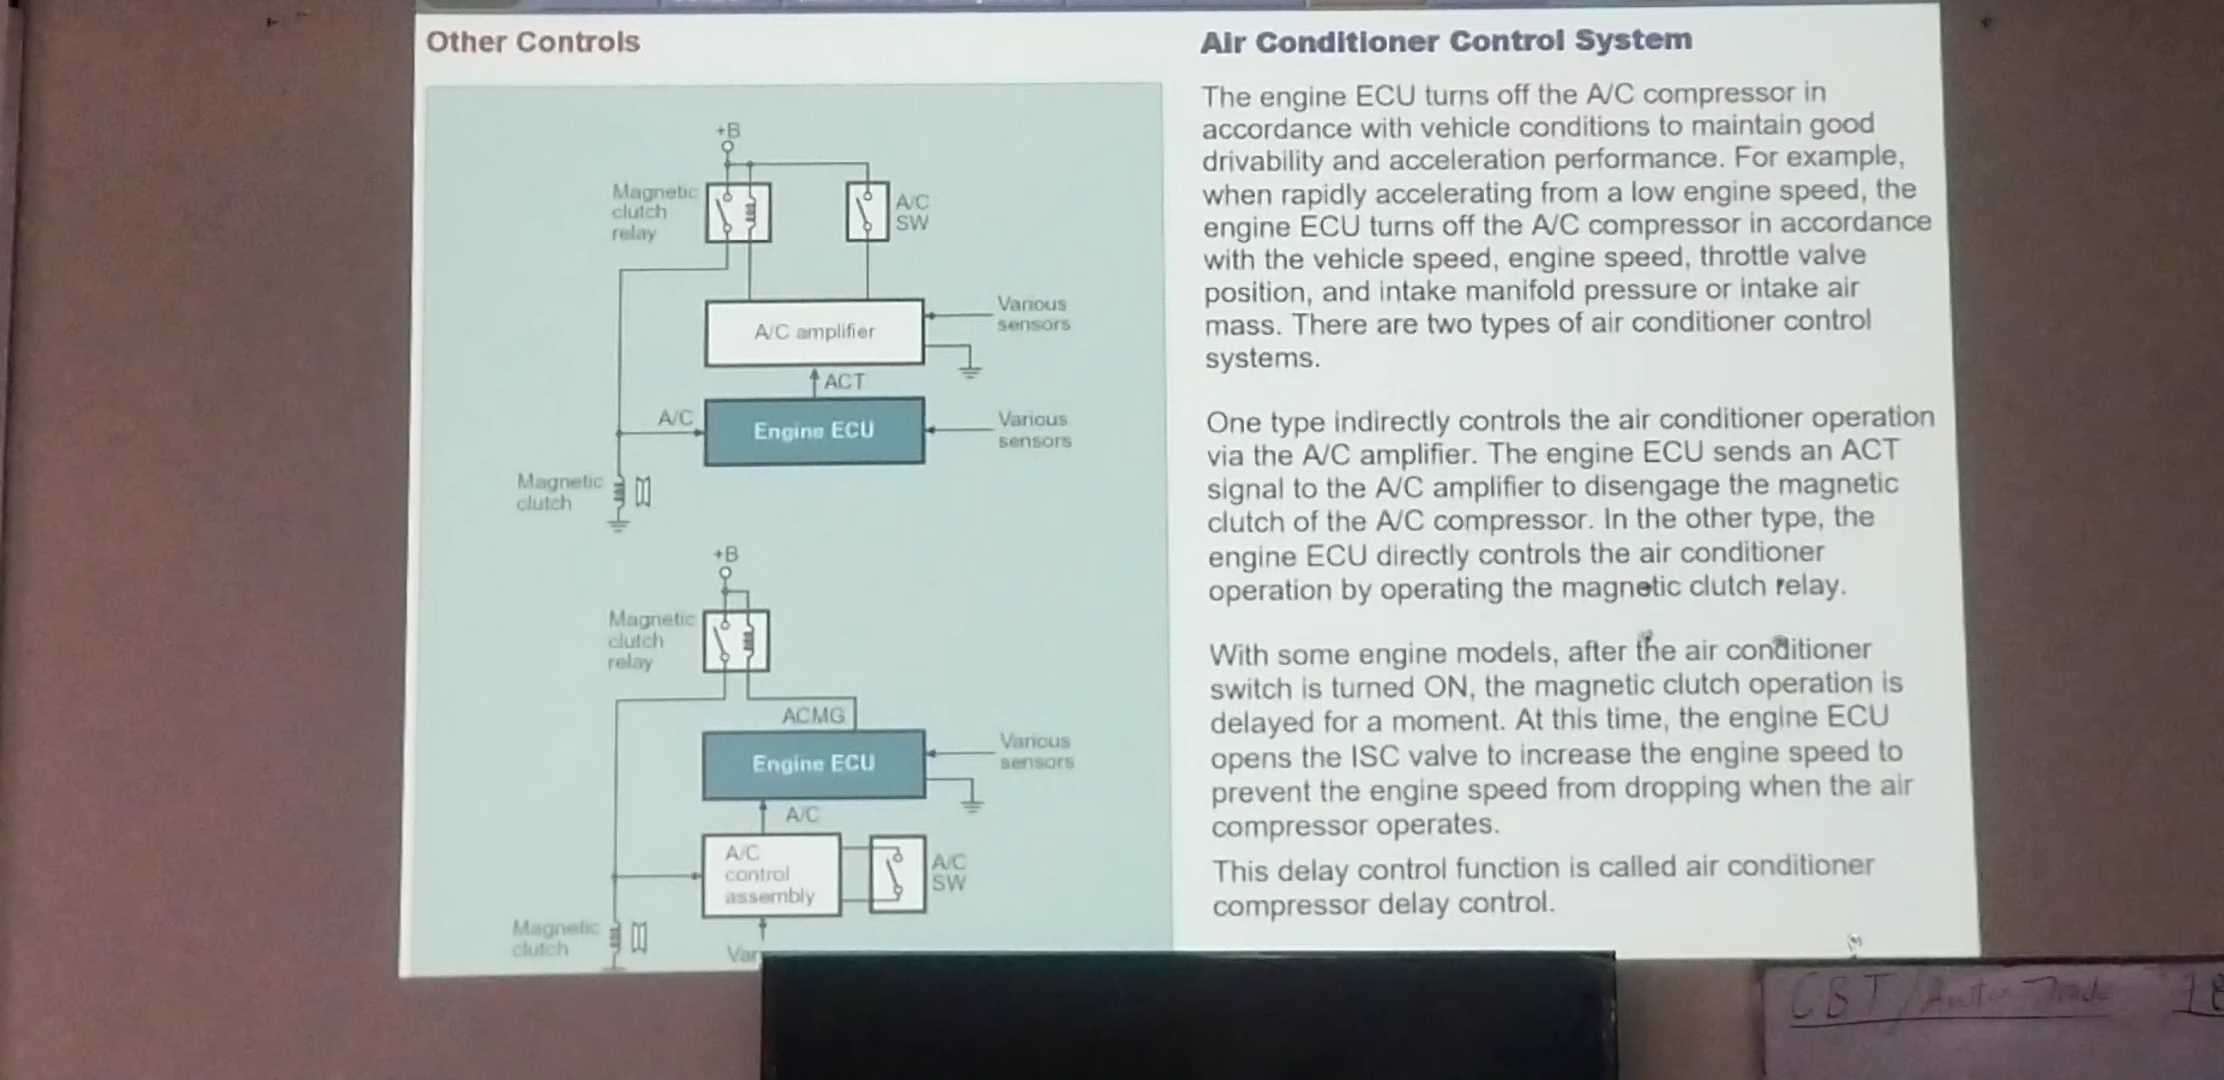 Other Controls
+B
Magnetic
clutch
relay
A/C
SW
Various
sensors
A/C amplifier
ACT
A/C
Engine ECU
Various
sensors
Magnetic
clutch
+B
Magnetic
clutch
relay
ACMG
Engine ECU
Various
sensors
A/C
A/C
control
assembly
A/C
SW
Magnetic
clutch
Air Conditioner Control System
The engine ECU turns off the A/C compressor in
accordance with vehicle conditions to maintain good
drivability and acceleration performance. For example,
when rapidly accelerating from a low engine speed, the
engine ECU turns off the A/C compressor in accordance
with the vehicle speed, engine speed, throttle valve
position, and intake manifold pressure or intake air
mass. There are two types of air conditioner control
systems.
One type indirectly controls the air conditioner operation
via the A/C amplifier. The engine ECU sends an ACT
signal to the A/C amplifier to disengage the magnetic
clutch of the A/C compressor. In the other type, the
engine ECU directly controls the air conditioner
operation by operating the magnetic clutch relay.
With some engine models, after the air conditioner
switch is turned ON, the magnetic clutch operation is
delayed for a moment. At this time, the engine ECU
opens the ISC valve to increase the engine speed to
prevent the engine speed from dropping when the air
compressor operates.
This delay control function is called air conditioner
compressor delay control.
CBT/Auto